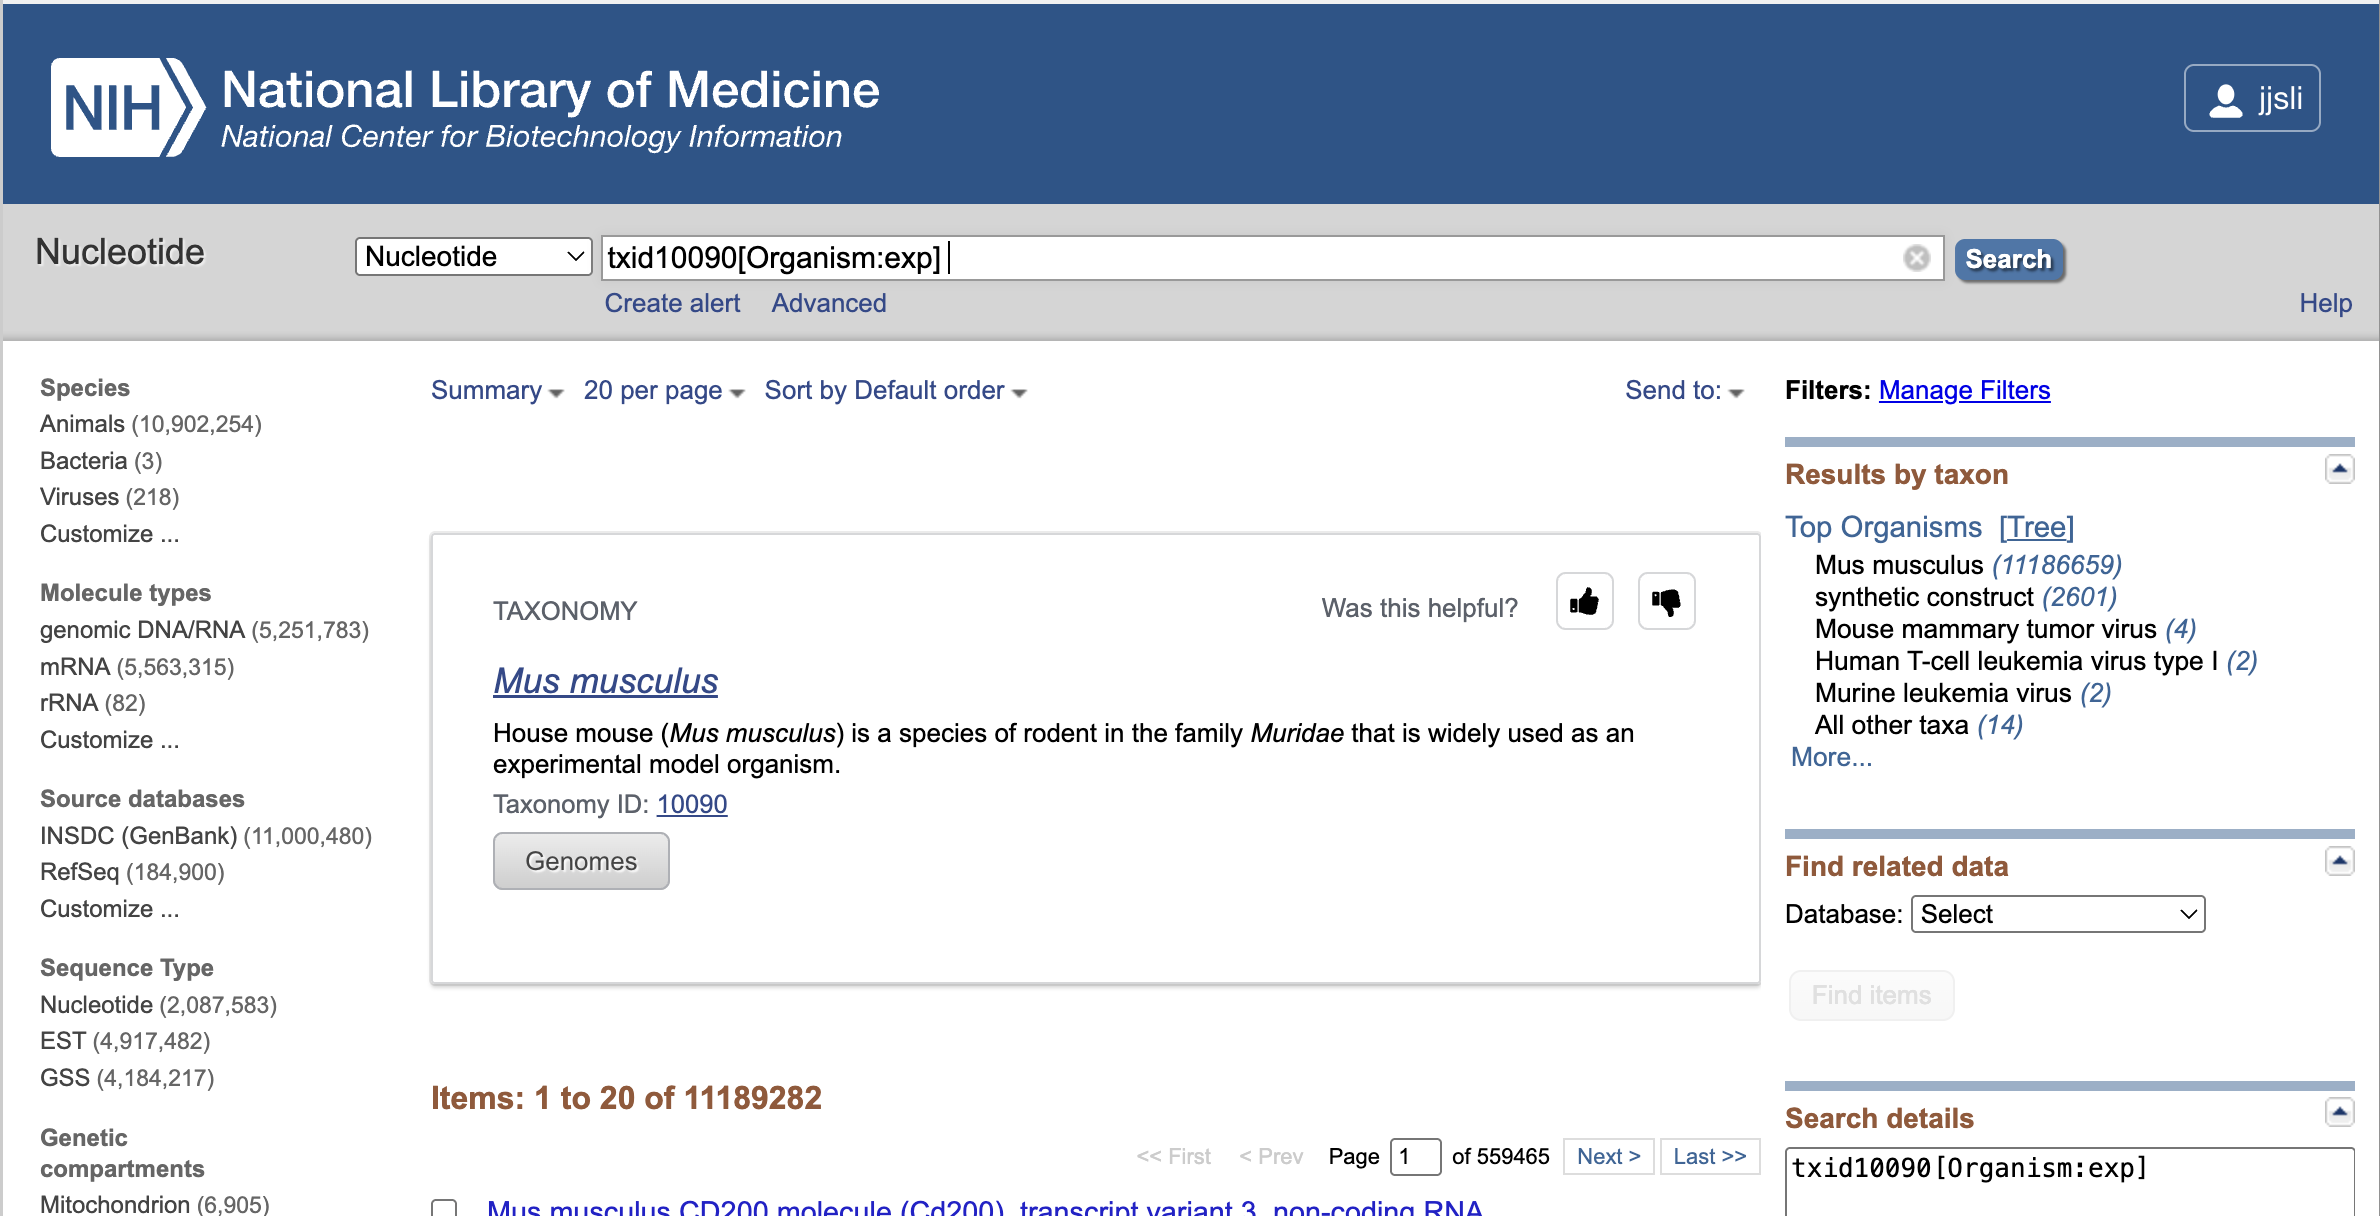 NIH National Library of Medicine
National Center for Biotechnology Information
jjsli
Nucleotide
Nucleotide
txid10090[Organism:exp]
Search
Create alert Advanced
Help
Species
Animals (10,902,254)
Bacteria (3)
Viruses (218)
Customize ...
Molecule types
genomic DNA/RNA (5,251,783)
mRNA (5,563,315)
rRNA (82)
Customize ...
Source databases
INSDC (GenBank) (11,000,480)
RefSeq (184,900)
Customize ...
Sequence Type
Nucleotide (2,087,583)
EST (4,917,482)
GSS (4,184,217)
Genetic
compartments
Mitochondrion (6,905)
Summary 20 per page Sort by Default order
Send to:
TAXONOMY
Was this helpful?
Mus musculus
House mouse (Mus musculus) is a species of rodent in the family Muridae that is widely used as an
experimental model organism.
Taxonomy ID: 10090
Genomes
Items: 1 to 20 of 11189282
<< First < Prev Page 1 of 559465 Next > Last >>
Mus musculus CD200 molecule (Cd200), transcript variant 3, non-coding RNA
Filters: Manage Filters
Results by taxon
Top Organisms [Tree]
Mus musculus (11186659)
synthetic construct (2601)
Mouse mammary tumor virus (4)
Human T-cell leukemia virus type I (2)
Murine leukemia virus (2)
All other taxa (14)
More...
Find related data
Database: Select
Find items
Search details
txid10090[Organism:exp]